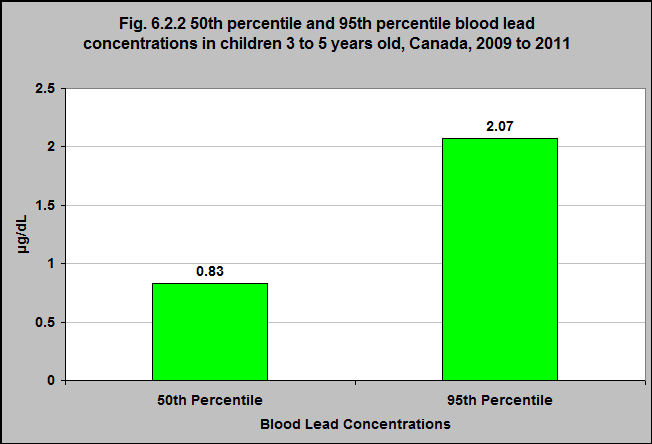 Fig. 6.2.2 50th percentile and 95th percentile blood lead
concentrations in children 3 to 5 years old, Canada, 2009 to 2011
2.5
2
1.5
1
0.5
0
µg/dL
0.83
2.07
50th Percentile
95th Percentile
Blood Lead Concentrations